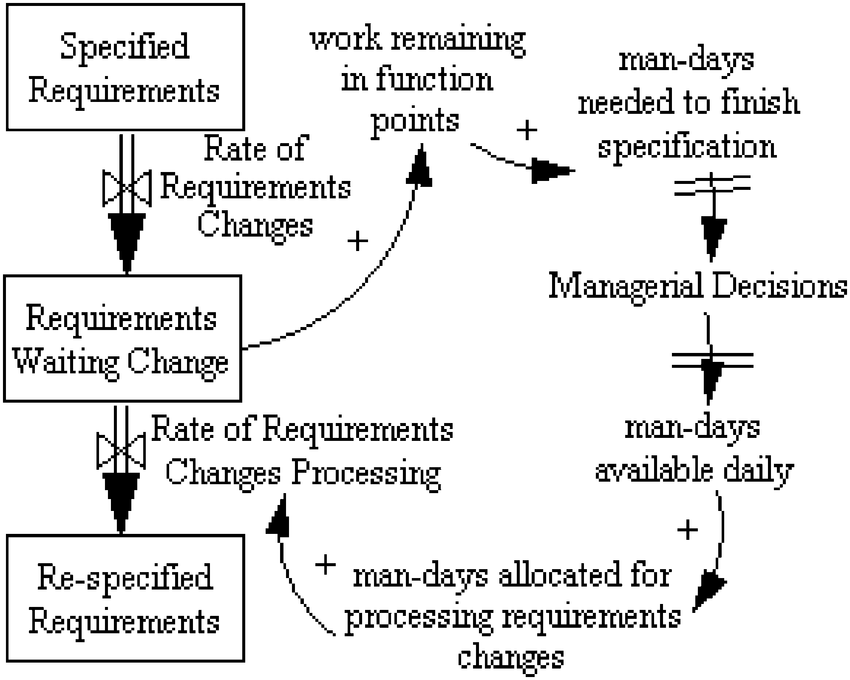 Specified
Requirements
Rate of
Requirements
Changes
Requirements
Waiting Change
Rate of Requirements
Changes Processing
Re-specified
Requirements
work remaining
in function
points
+
+
man-days
needed to finish
specification
Managerial Decisions
man-days
available daily
+
man-days allocated for
processing requirements
changes
+